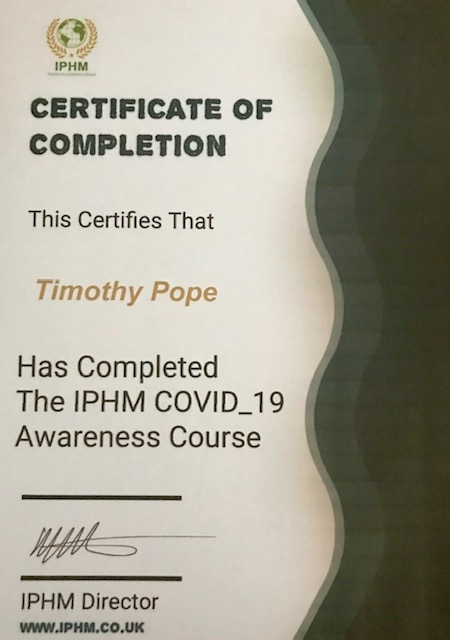 IPHM
CERTIFICATE OF
COMPLETION
This Certifies That
Timothy Pope
Has Completed
The IPHM COVID_19
Awareness Course
IPHM Director
WWW.IPHM.CO.UK